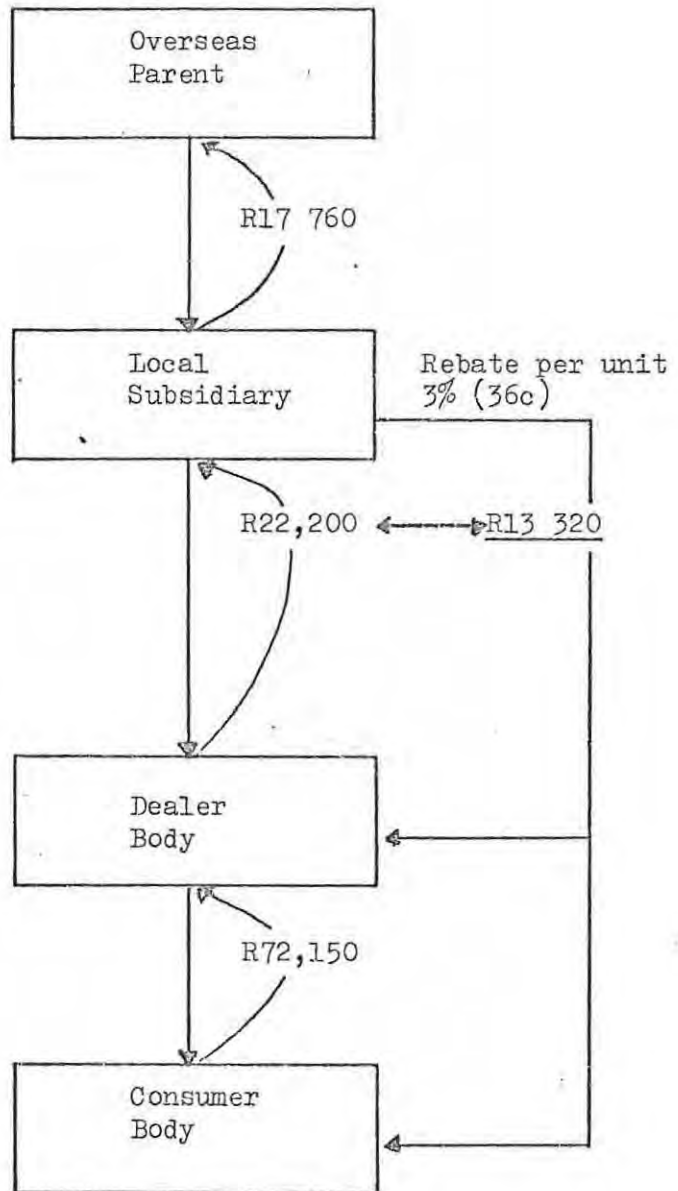 Overseas
Parent
R17 760
Local
Subsidiary
Rebate per unit
3% (36c)
R22,200
R13 320
Dealer
Body
R72,150
Consumer
Body